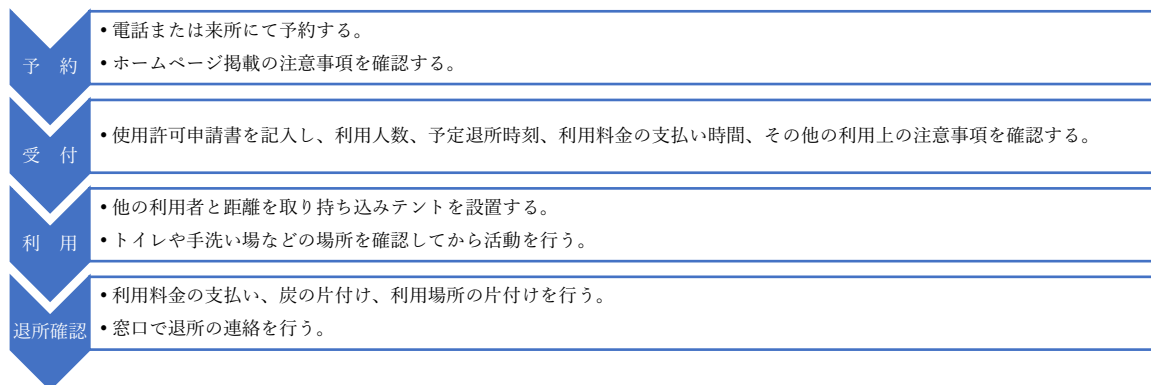 予　約
• 電話または来所にて予約する。
• ホームページ掲載の注意事項を確認する。
受　付
• 使用許可申請書を記入し、利用人数、予定退所時刻、利用料金の支払い時間、その他の利用上の注意事項を確認する。
利　用
• 他の利用者と距離を取り持ち込みテントを設置する。
• トイレや手洗い場などの場所を確認してから活動を行う。
退所確認
• 利用料金の支払い、炭の片付け、利用場所の片付けを行う。
• 窓口で退所の連絡を行う。